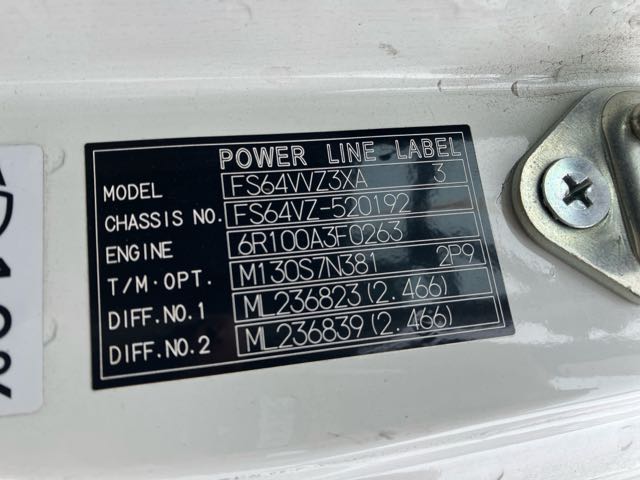 POWER LINE LABEL
MODEL FS64VVZ3XA 3
CHASSIS NO. FS64VZ-520192
ENGINE 6R100A3F0263
T/M·OPT. M130S7N381 2P9
DIFF.NO.1 ML236823(2.466)
DIFF.NO.2 ML236839(2.466)